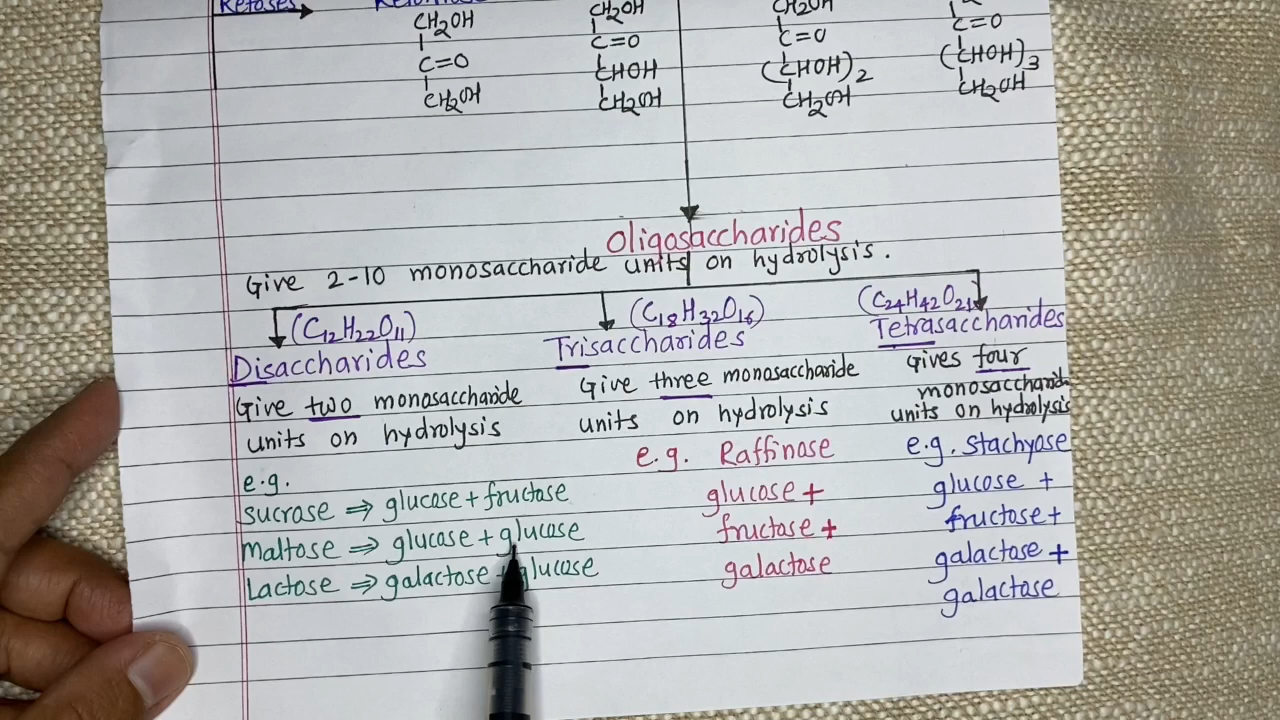 Ketoses
CH2OH CH2OH CH2OH
C=O C=O C=O C=O
CH2OH CHOH (CHOH)2 (CHOH)3
CH2OH CH2OH CH2OH
Oligosaccharides
Give 2-10 monosaccharide units on hydrolysis.
(C12H22O11)
Disaccharides
Give two monosaccharide
units on hydrolysis
e.g.
Sucrose ⇒ glucose + fructose
Maltose ⇒ glucose + glucose
Lactose ⇒ galactose + glucose
(C18H32O16)
Trisaccharides
Give three monosaccharide
units on hydrolysis
e.g. Raffinose
glucose +
fructose +
galactose
(C24H42O21)
Tetrasaccharides
Gives four
monosaccharide
units on hydrolysis
e.g. Stachyose
glucose +
fructose +
galactose +
galactose